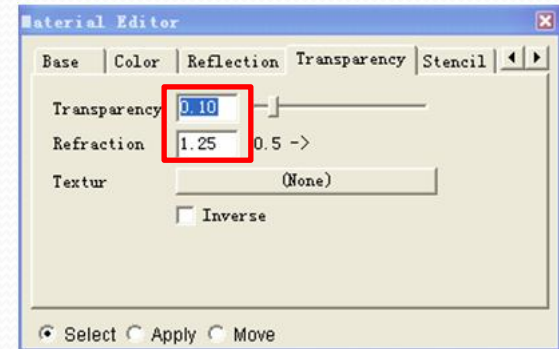 Material Editor
Base Color Reflection Transparency Stencil
Transparency 0.10
Refraction 1.25 0.5 ->
Textur (None)
Inverse
Select Apply Move